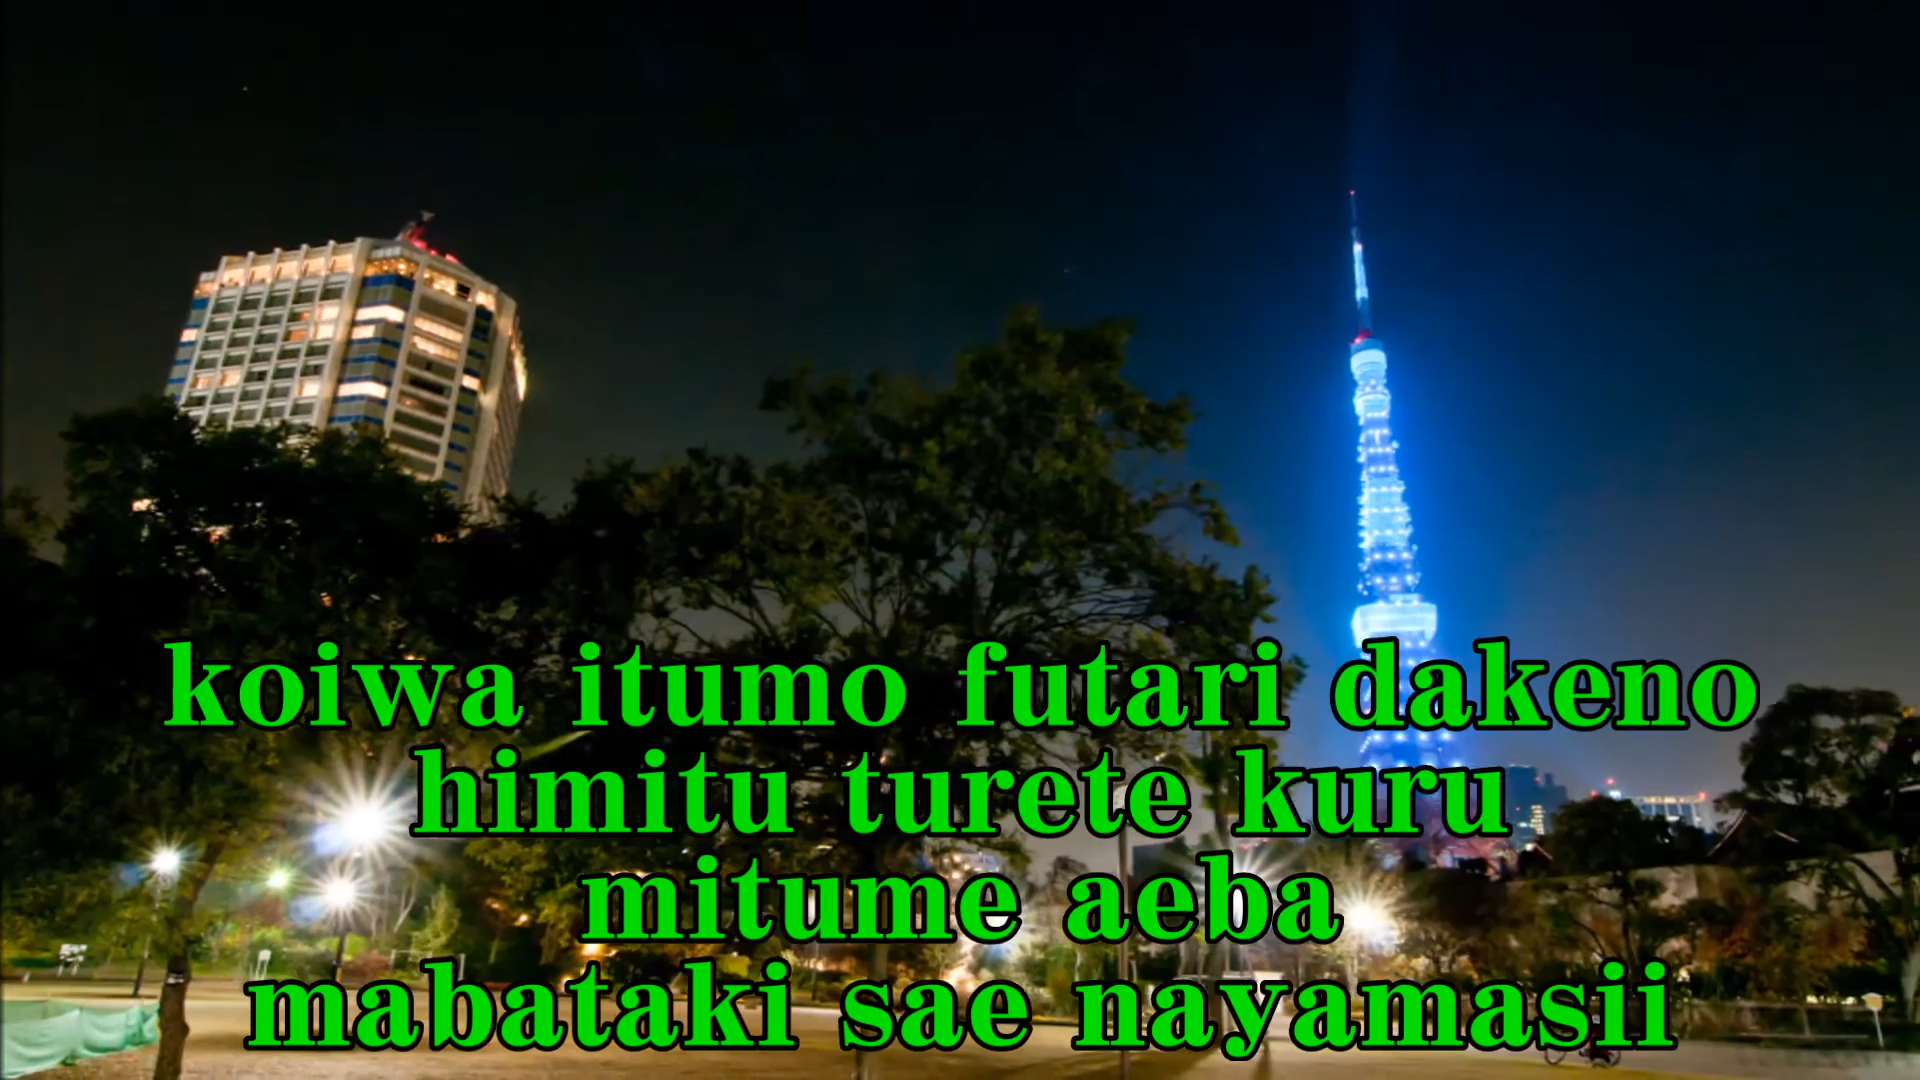 koiwa itumo futari dakeno
himitu turete kuru
mitume aeba
mabataki sae nayamasii